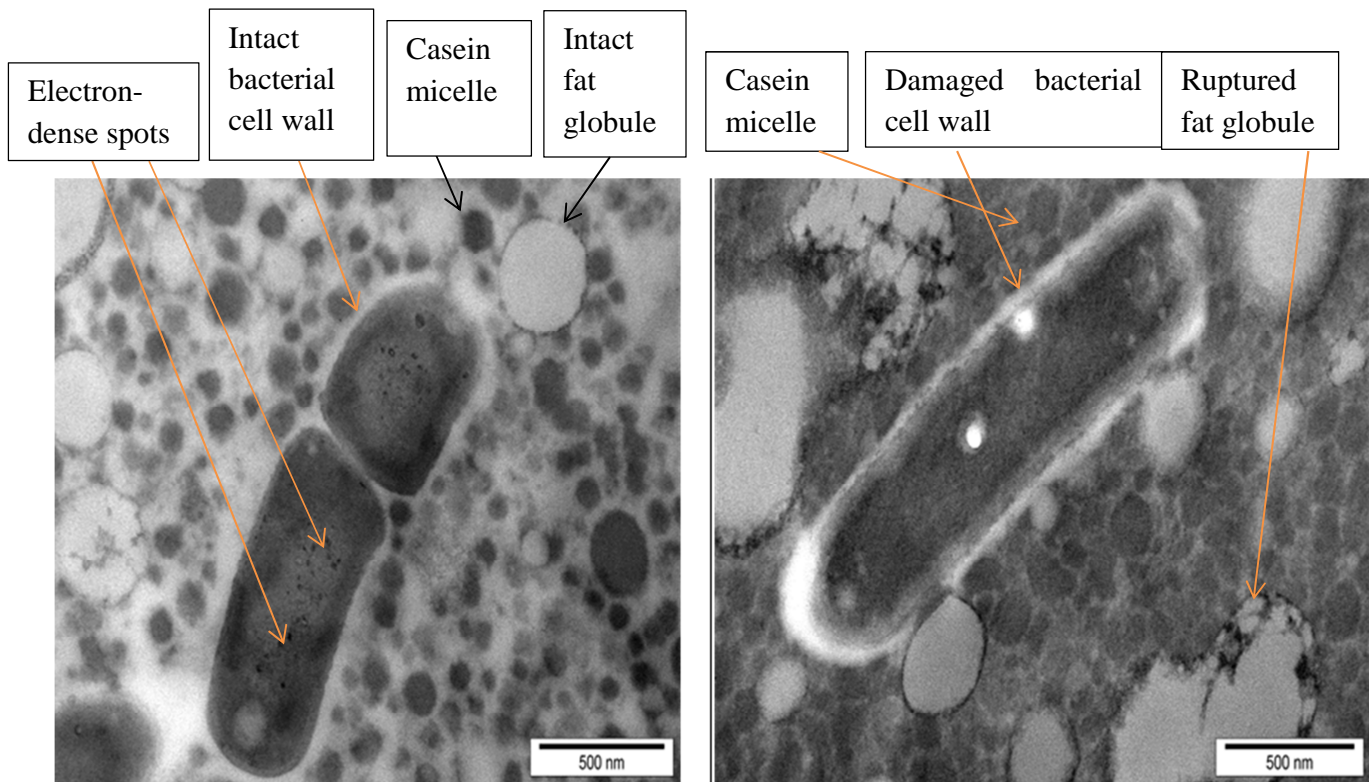 Electron-
dense spots
Intact
bacterial
cell wall
Casein
micelle
Intact
fat
globule
Casein
micelle
Damaged bacterial
cell wall
Ruptured
fat globule
500 nm
500 nm